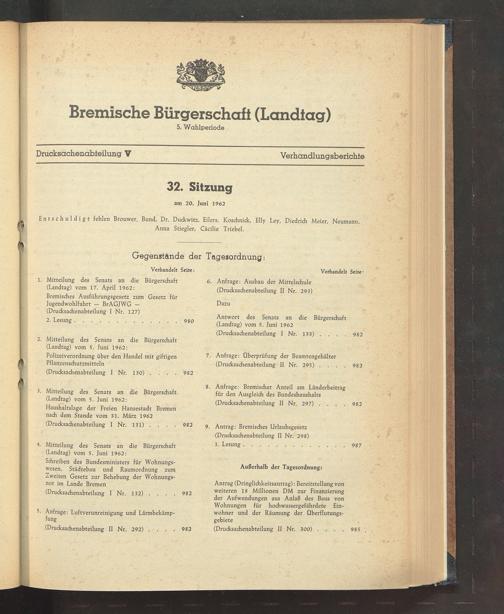 Bremische Bürgerschaft (Landtag)
5. Wahlperiode
Drucksachenabteilung V
Verhandlungsberichte
32. Sitzung
am 20. Juni 1962
Entschuldigt fehlen Brouwer, Bund, Dr. Duckwitz, Eilers, Koschnick, Elly Ley, Diedrich Meier, Neumann,
Anna Stiegler, Cäcilie Triebel.
Gegenstände der Tagesordnung:
Verhandelt Seite:
1. Mitteilung des Senats an die Bürgerschaft
(Landtag) vom 17. April 1962:
Bremisches Ausführungsgesetz zum Gesetz für
Jugendwohlfahrt — BrAGJWG —
(Drucksachenabteilung I Nr. 127)
2. Lesung . . . . . . . . . . . . . . 980
2. Mitteilung des Senats an die Bürgerschaft
(Landtag) vom 5. Juni 1962:
Polizeiverordnung über den Handel mit giftigen
Pflanzenschutzmitteln
(Drucksachenabteilung I Nr. 130) . . . . . 982
3. Mitteilung des Senats an die Bürgerschaft
(Landtag) vom 5. Juni 1962:
Haushaltslage der Freien Hansestadt Bremen
nach dem Stande vom 31. März 1962
(Drucksachenabteilung I Nr. 131) . . . . . 982
4. Mitteilung des Senats an die Bürgerschaft
(Landtag) vom 5. Juni 1962:
Schreiben des Bundesministers für Wohnungs-
wesen, Städtebau und Raumordnung zum
Zweiten Gesetz zur Behebung der Wohnungs-
not im Lande Bremen
(Drucksachenabteilung I Nr. 132) . . . . . 982
5. Anfrage: Luftverunreinigung und Lärmbekämp-
fung
(Drucksachenabteilung II Nr. 292) . . . . . 982
Verhandelt Seite:
6. Anfrage: Ausbau der Mittelschule
(Drucksachenabteilung II Nr. 293)
Dazu
Antwort des Senats an die Bürgerschaft
(Landtag) vom 5. Juni 1962
(Drucksachenabteilung I Nr. 133) . . . . . 982
7. Anfrage: Überprüfung der Beamtengehälter
(Drucksachenabteilung II Nr. 295) . . . . . 983
8. Anfrage: Bremischer Anteil am Länderbeitrag
für den Ausgleich des Bundeshaushalts
(Drucksachenabteilung II Nr. 297) . . . . . 982
9. Antrag: Bremisches Urlaubsgesetz
(Drucksachenabteilung II Nr. 298)
1. Lesung . . . . . . . . . . . . . . 987
Außerhalb der Tagesordnung:
Antrag (Dringlichkeitsantrag): Bereitstellung von
weiteren 18 Millionen DM zur Finanzierung
der Aufwendungen aus Anlaß des Baus von
Wohnungen für hochwassergefährdete Ein-
wohner und der Räumung der Überflutungs-
gebiete
(Drucksachenabteilung II Nr. 300) . . . . . 985